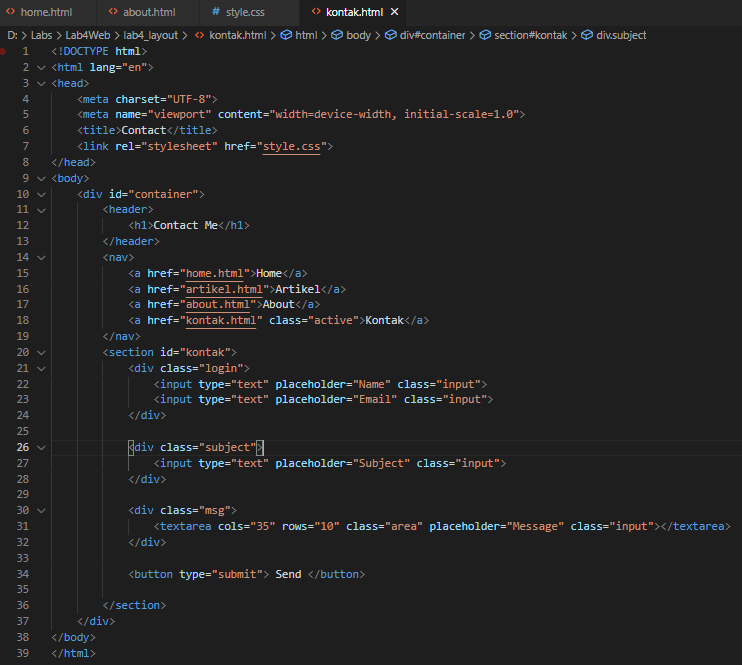 home.html about.html # style.css kontak.html ×
D: > Labs > Lab4Web > lab4_layout > kontak.html > html > body > div#container > section#kontak > div.subject
1 <!DOCTYPE html>
2 <html lang="en">
3 <head>
4 <meta charset="UTF-8">
5 <meta name="viewport" content="width=device-width, initial-scale=1.0">
6 <title>Contact</title>
7 <link rel="stylesheet" href="style.css">
8 </head>
9 <body>
10 <div id="container">
11 <header>
12 <h1>Contact Me</h1>
13 </header>
14 <nav>
15 <a href="home.html">Home</a>
16 <a href="artikel.html">Artikel</a>
17 <a href="about.html">About</a>
18 <a href="kontak.html" class="active">Kontak</a>
19 </nav>
20 <section id="kontak">
21 <div class="login">
22 <input type="text" placeholder="Name" class="input">
23 <input type="text" placeholder="Email" class="input">
24 </div>
25
26 <div class="subject">
27 <input type="text" placeholder="Subject" class="input">
28 </div>
29
30 <div class="msg">
31 <textarea cols="35" rows="10" class="area" placeholder="Message" class="input"></textarea>
32 </div>
33
34 <button type="submit"> Send </button>
35
36 </section>
37 </div>
38 </body>
39 </html>